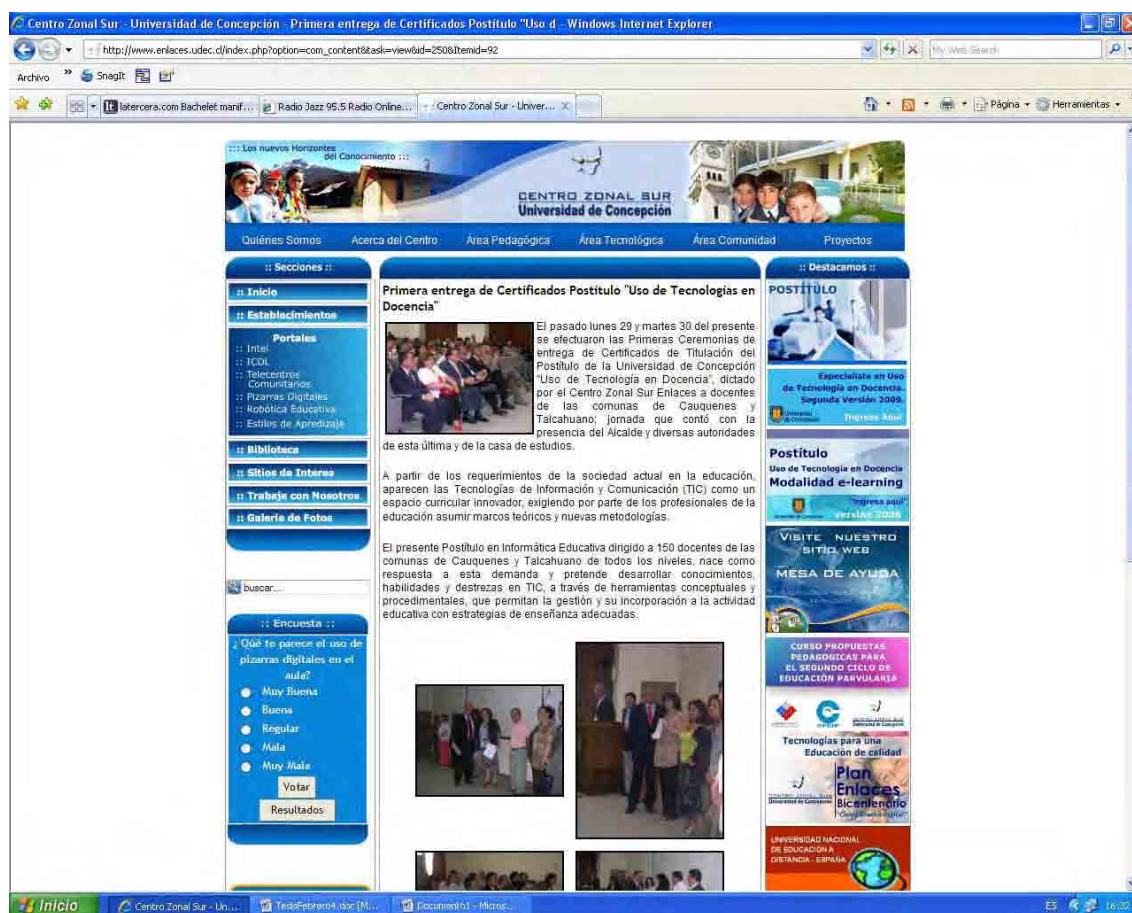 Centro Zonal Sur - Universidad de Concepción - Primera entrega de Certificados Postítulo "Uso d - Windows Internet Explorer
http://www.enlaces.udec.cl/index.php?option=com_content&task=view&id=250&Itemid=92
My Web Search
Archivo » SnagIt
latercera.com Bachelet manif... Radio Jazz 95.5 Radio Online... Centro Zonal Sur - Univer... X
Página Herramientas
::: Los nuevos Horizontes
del Conocimiento :::
CENTRO ZONAL SUR
Universidad de Concepción
Quiénes Somos Acerca del Centro Área Pedagógica Área Tecnológica Área Comunidad Proyectos
:: Secciones ::
:: Inicio
:: Establecimientos
Portales
:: Intel
:: TCOL
:: Telecentros
Comunitarios
:: Pizarras Digitales
:: Robótica Educativa
:: Estilos de Apredizaje
:: Biblioteca
:: Sitios de Interes
:: Trabaje con Nosotros
:: Galería de Fotos
buscar...
:: Encuesta ::
¿ Qué te parece el uso de
pizarras digitales en el
aula?
Muy Buena
Buena
Regular
Mala
Muy Mala
Votar
Resultados
Primera entrega de Certificados Postítulo "Uso de Tecnologías en
Docencia"
El pasado lunes 29 y martes 30 del presente
se efectuaron las Primeras Ceremonias de
entrega de Certificados de Titulación del
Postítulo de la Universidad de Concepción
"Uso de Tecnología en Docencia", dictado
por el Centro Zonal Sur Enlaces a docentes
de las comunas de Cauquenes y
Talcahuano; jornada que contó con la
presencia del Alcalde y diversas autoridades
de esta última y de la casa de estudios.
A partir de los requerimientos de la sociedad actual en la educación,
aparecen las Tecnologías de Información y Comunicación (TIC) como un
espacio curricular innovador, exigiendo por parte de los profesionales de la
educación asumir marcos teóricos y nuevas metodologías.
El presente Postítulo en Informática Educativa dirigido a 150 docentes de las
comunas de Cauquenes y Talcahuano de todos los niveles, nace como
respuesta a esta demanda y pretende desarrollar conocimientos,
habilidades y destrezas en TIC, a través de herramientas conceptuales y
procedimentales, que permitan la gestión y su incorporación a la actividad
educativa con estrategias de enseñanza adecuadas.
:: Destacamos ::
POSTÍTULO
Especialista en Uso
de Tecnología en Docencia.
Segunda Versión 2009.
Ingrese Aquí
Postítulo
Uso de Tecnología en Docencia
Modalidad e-learning
"Ingresa aquí"
VISITE NUESTRO
SITIO WEB
MESA DE AYUDA
CURSO PROPUESTAS
PEDAGOGICAS PARA
EL SEGUNDO CICLO DE
EDUCACIÓN PARVULARIA
Tecnologías para una
Educación de calidad
Plan
Enlaces
Bicentenario
UNIVERSIDAD NACIONAL
DE EDUCACIÓN A
DISTANCIA - ESPAÑA
Inicio Centro Zonal Sur - Un... TesisFebrero4.doc [M... Documento1 - Micros... ES 16:32